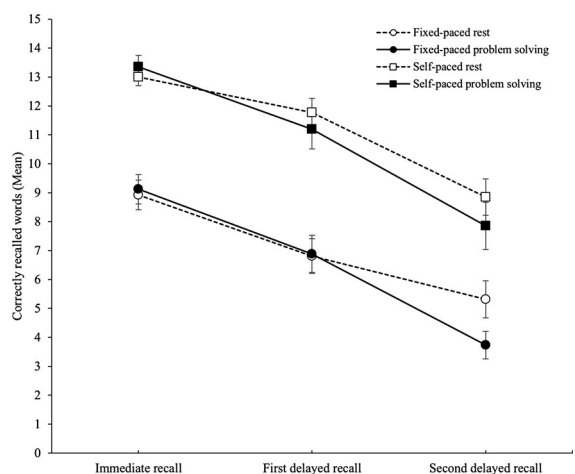 Correctly recalled words (Mean)
15
14
13
12
11
10
9
8
7
6
5
4
3
2
1
0
Fixed-paced rest
Fixed-paced problem solving
Self-paced rest
Self-paced problem solving
Immediate recall First delayed recall Second delayed recall